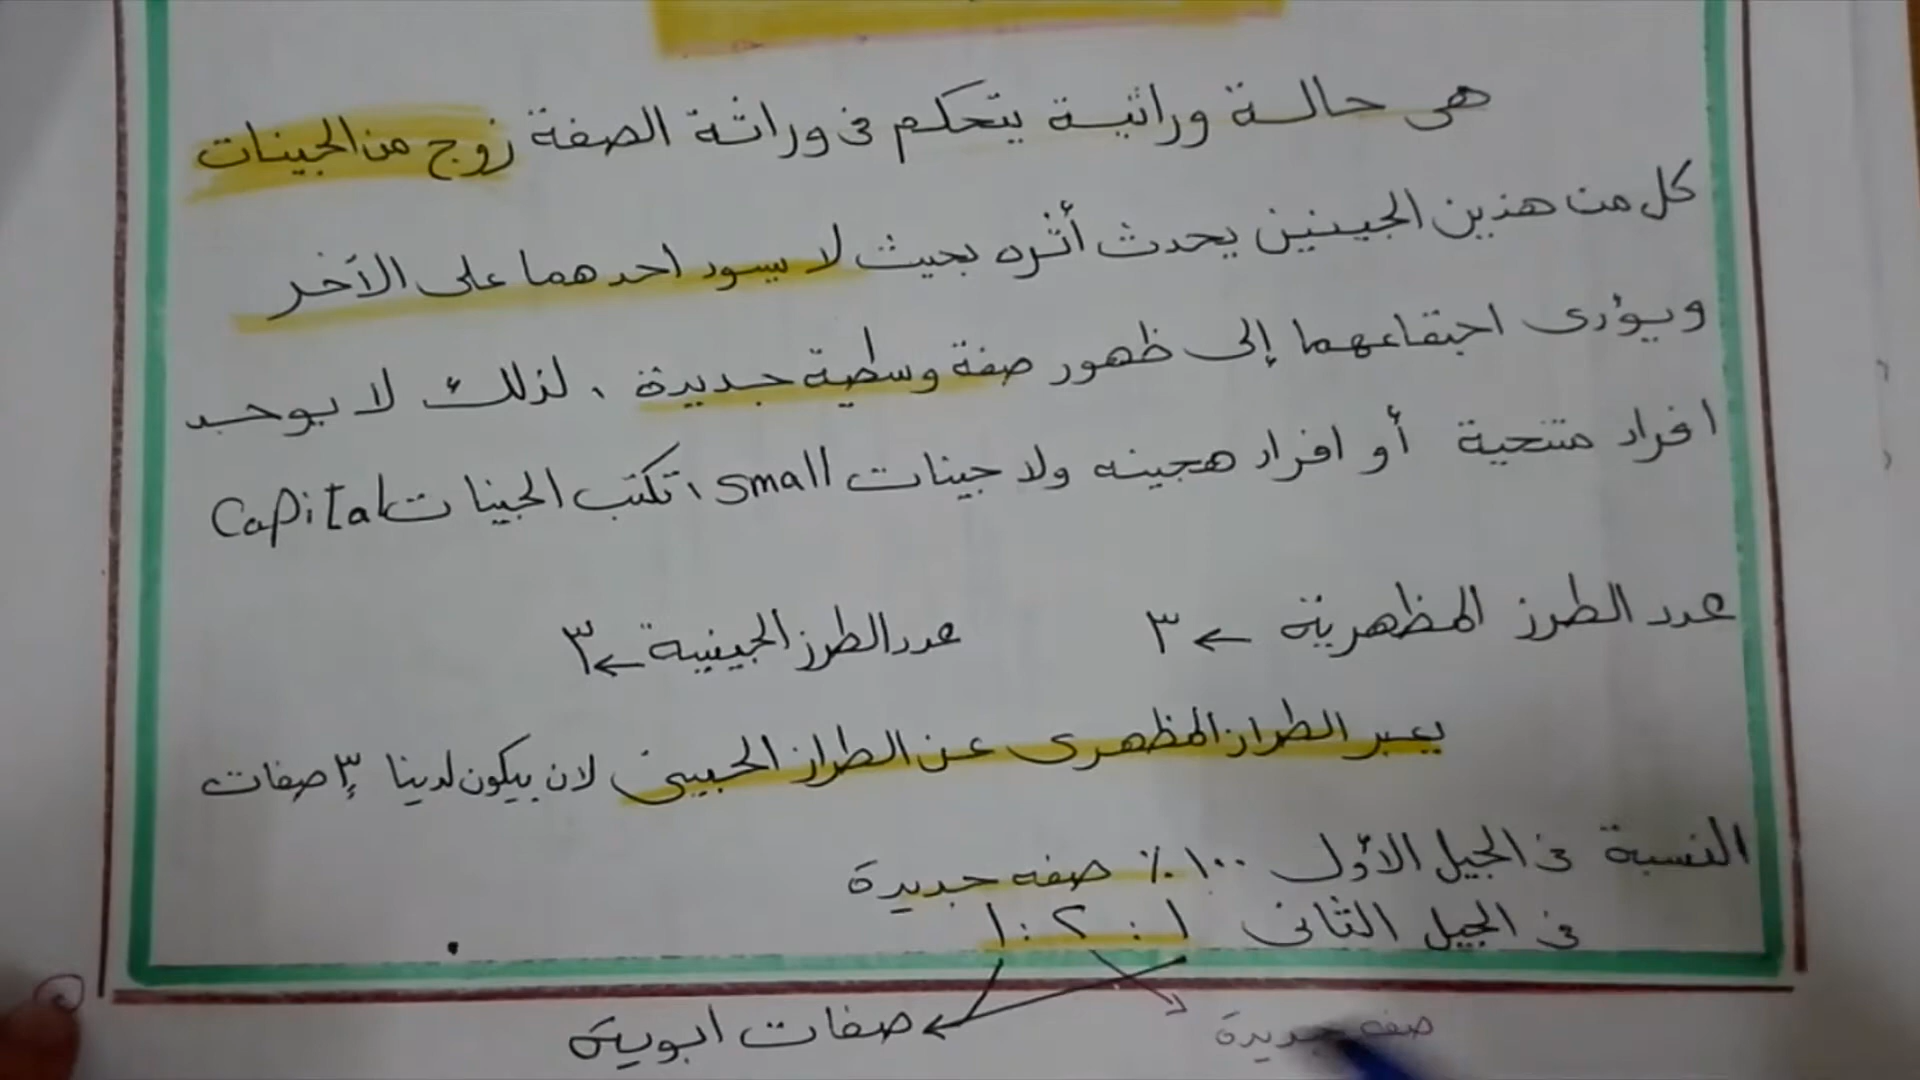 هى حالة وراثية يتحكم فى وراثة الصفة زوج من الجينات
كل من هذين الجينين يحدث أثره بحيث لا يسود احدهما على الآخر
ويؤدى اجتماعهما إلى ظهور صفة وسطية جديدة ، لذلك لا يوجد
افراد متنحية أو افراد هجينه ولا جينات small ، تكتب الجينات Capital
عدد الطرز المظهرية ← ٣ عدد الطرز الجينية ← ٣
يعبر الطراز المظهرى عن الطراز الجينى لان بيكون لدينا ٣ صفات
النسبة فى الجيل الأول ١٠٠ ٪ صفه جديدة
فى الجيل الثانى ١ : ٢ : ١
صفه جديدة صفات ابوية